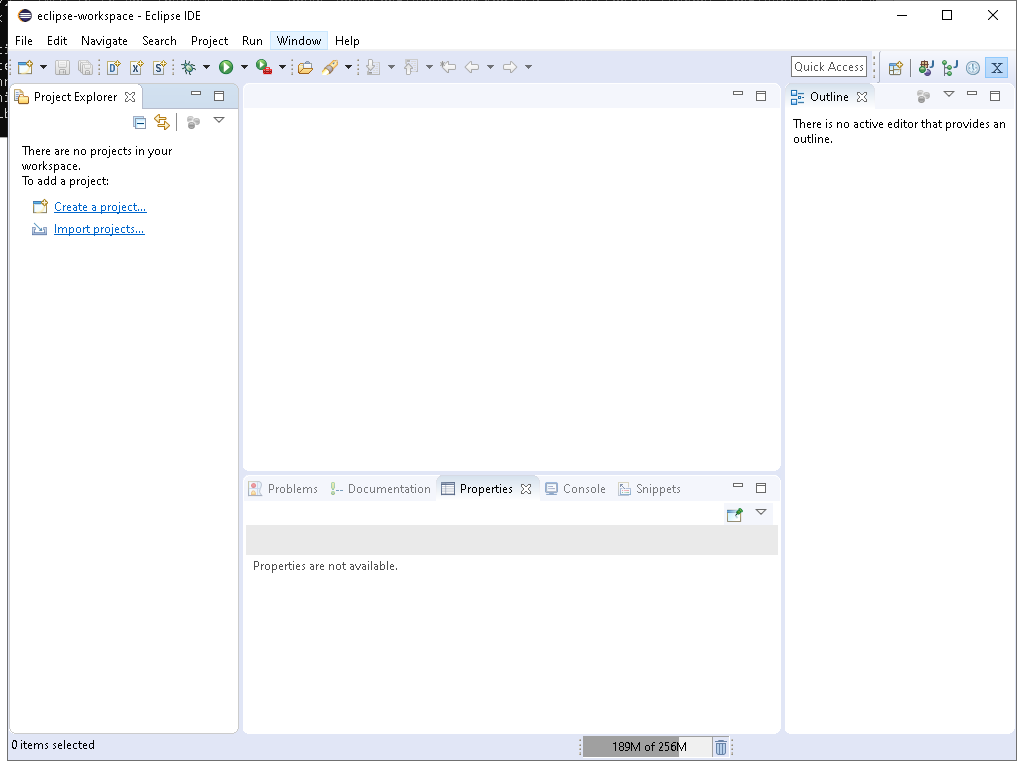 eclipse-workspace - Eclipse IDE
File Edit Navigate Search Project Run Window Help
Quick Access
Project Explorer
Outline
There are no projects in your
workspace.
To add a project:
Create a project...
Import projects...
There is no active editor that provides an
outline.
Problems Documentation Properties Console Snippets
Properties are not available.
0 items selected
189M of 256M